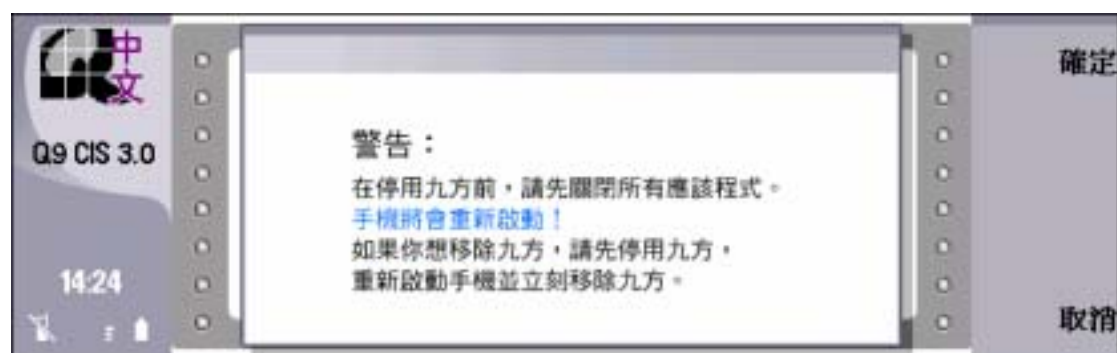 中文
Q9 CIS 3.0
14:24
警告：
在停用九方前，請先關閉所有應該程式。
手機將會重新啟動！
如果你想移除九方，請先停用九方，
重新啟動手機並立刻移除九方。
確定
取消